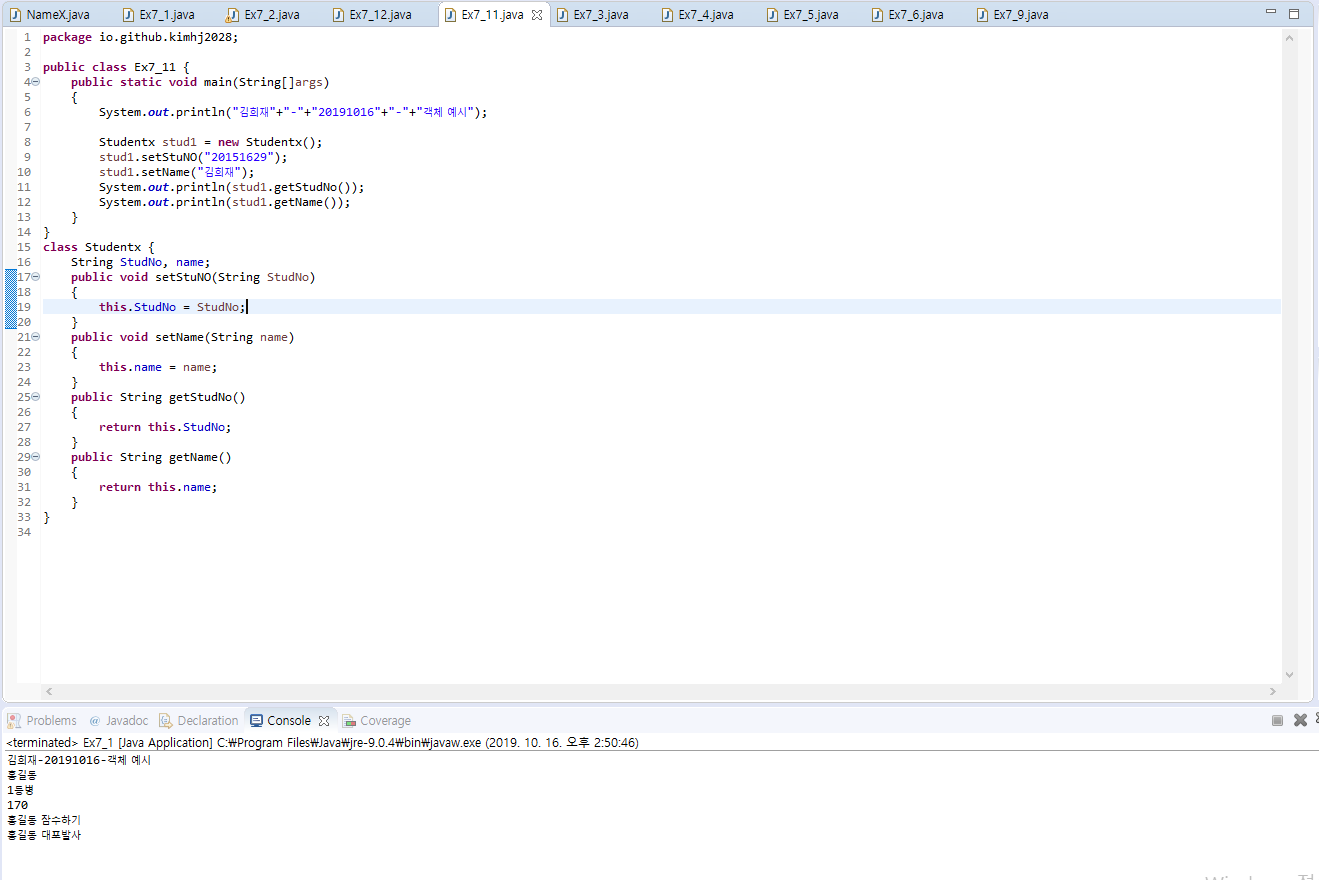 NameX.java Ex7_1.java Ex7_2.java Ex7_12.java Ex7_11.java Ex7_3.java Ex7_4.java Ex7_5.java Ex7_6.java Ex7_9.java
1 package io.github.kimhj2028;
2
3 public class Ex7_11 {
4 public static void main(String[]args)
5 {
6 System.out.println("김희재"+"-"+"20191016"+"-"+"객체 예시");
7
8 Studentx stud1 = new Studentx();
9 stud1.setStuNO("20151629");
10 stud1.setName("김희재");
11 System.out.println(stud1.getStudNo());
12 System.out.println(stud1.getName());
13 }
14 }
15 class Studentx {
16 String StudNo, name;
17 public void setStuNO(String StudNo)
18 {
19 this.StudNo = StudNo;
20 }
21 public void setName(String name)
22 {
23 this.name = name;
24 }
25 public String getStudNo()
26 {
27 return this.StudNo;
28 }
29 public String getName()
30 {
31 return this.name;
32 }
33 }
34
Problems @ Javadoc Declaration Console Coverage
<terminated> Ex7_1 [Java Application] C:₩Program Files₩Java₩jre-9.0.4₩bin₩javaw.exe (2019. 10. 16. 오후 2:50:46)
김희재-20191016-객체 예시
홍길동
1등병
170
홍길동 잠수하기
홍길동 대포발사